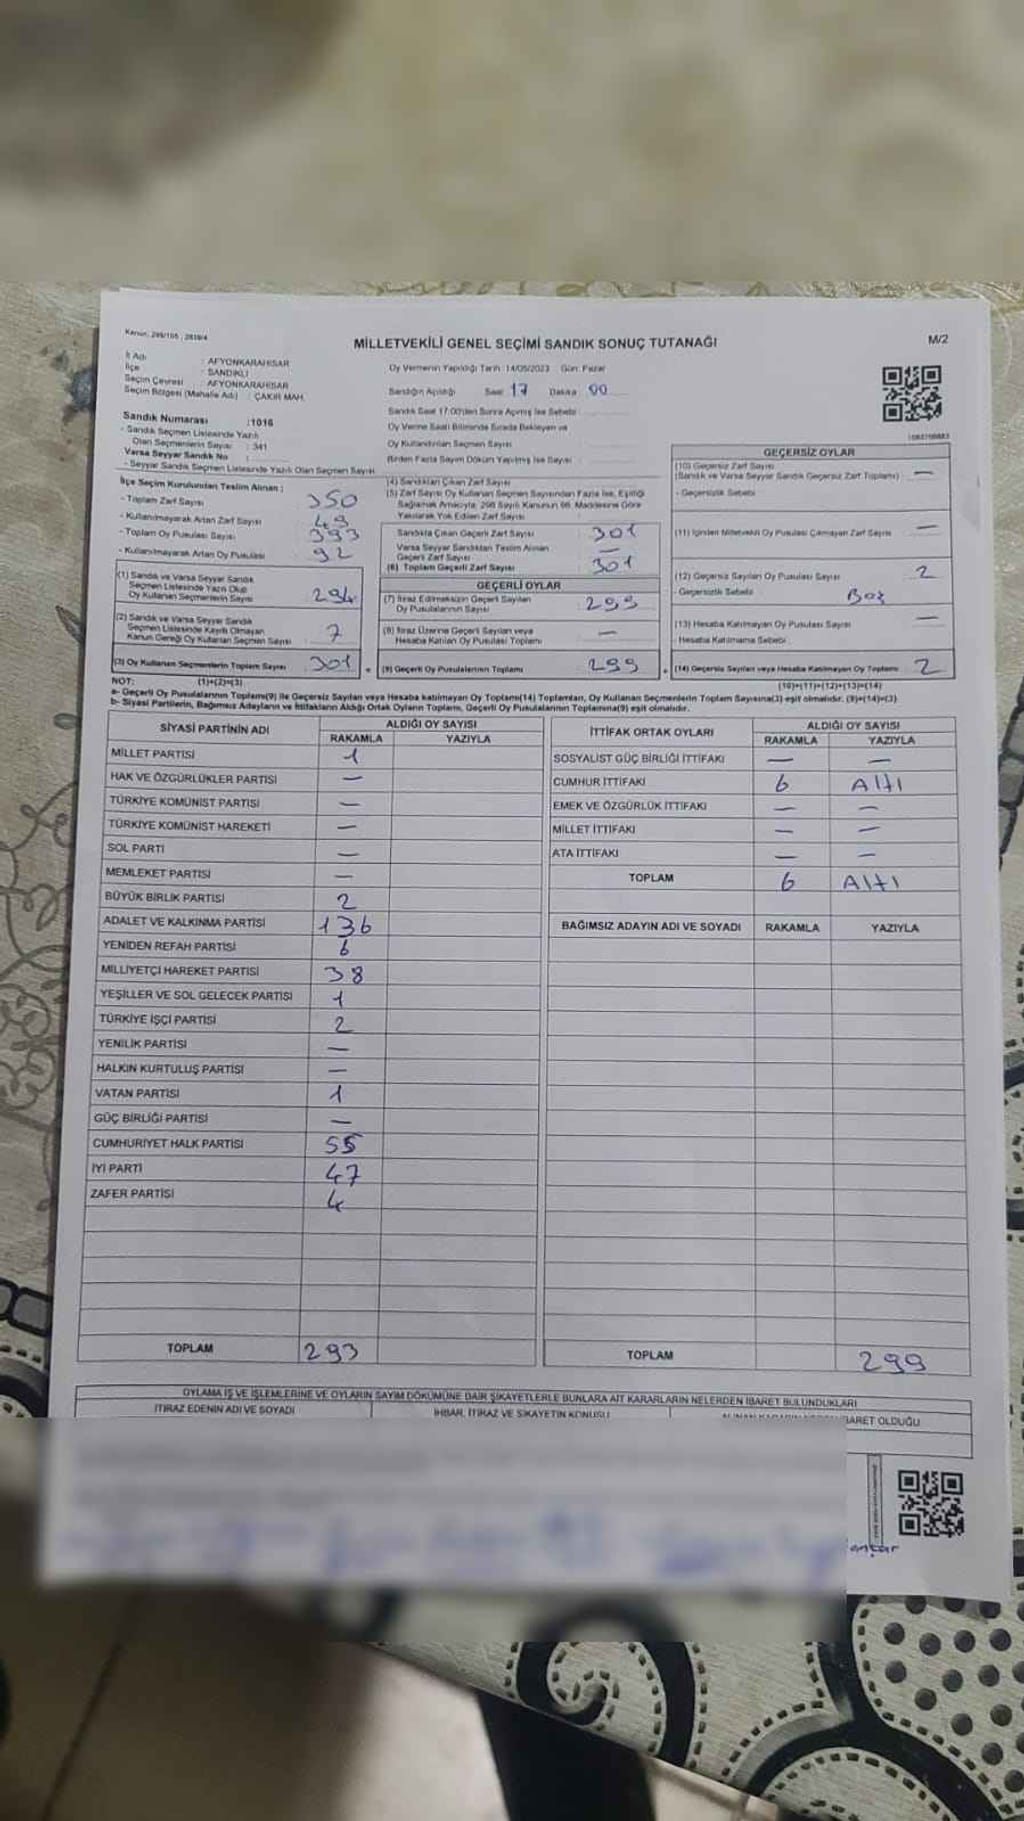 Kanun: 298/105 , 2839/4
MİLLETVEKİLİ GENEL SEÇİMİ SANDIK SONUÇ TUTANAĞI
M/2
İl Adı : AFYONKARAHİSAR
İlçe : SANDIKLI
Seçim Çevresi : AFYONKARAHİSAR
Seçim Bölgesi (Mahalle Adı) : ÇAKIR MAH.
Oy Vermenin Yapıldığı Tarih : 14/05/2023 Gün: Pazar
Sandığın Açıldığı Saat 17 Dakika 00
Sandık Saat 17:00'den Sonra Açılmış İse Sebebi :
Oy Verme Saati Bitiminde Sırada Bekleyen ve
Oy Kullandırılan Seçmen Sayısı
Birden Fazla Sayım Döküm Yapılmış İse Sayısı :
Sandık Numarası :1016
- Sandık Seçmen Listesinde Yazılı
Olan Seçmenlerin Sayısı : 341
Varsa Seyyar Sandık No :
- Seyyar Sandık Seçmen Listesinde Yazılı Olan Seçmen Sayısı
İlçe Seçim Kurulundan Teslim Alınan :
- Toplam Zarf Sayısı 350
- Kullanılmayarak Artan Zarf Sayısı 49
- Toplam Oy Pusulası Sayısı 393
- Kullanılmayarak Artan Oy Pusulası 92
(1) Sandık ve Varsa Seyyar Sandık
Seçmen Listesinde Yazılı Olup
Oy Kullanan Seçmenlerin Sayısı 294
(2) Sandık ve Varsa Seyyar Sandık
Seçmen Listesinde Kayıtlı Olmayan
Kanun Gereği Oy Kullanan Seçmen Sayısı 7
(3) Oy Kullanan Seçmenlerin Toplam Sayısı 301
(4) Sandıktan Çıkan Zarf Sayısı
(5) Zarf Sayısı Oy Kullanan Seçmen Sayısından Fazla İse, Eşitliği
Sağlamak Amacıyla, 298 Sayılı Kanunun 98. Maddesine Göre
Yakılarak Yok Edilen Zarf Sayısı
Sandıkta Çıkan Geçerli Zarf Sayısı 301
Varsa Seyyar Sandıktan Teslim Alınan
Geçerli Zarf Sayısı —
(6) Toplam Geçerli Zarf Sayısı 301
GEÇERLİ OYLAR
(7) İtiraz Edilmeksizin Geçerli Sayılan
Oy Pusulalarının Sayısı 299
(8) İtiraz Üzerine Geçerli Sayılan veya
Hesaba Katılan Oy Pusulası Toplamı —
(9) Geçerli Oy Pusulalarının Toplamı 299
GEÇERSİZ OYLAR
(10) Geçersiz Zarf Sayısı
(Sandık ve Varsa Seyyar Sandık Geçersiz Zarf Toplamı) —
- Geçersizlik Sebebi
(11) İçinden Milletvekili Oy Pusulası Çıkmayan Zarf Sayısı —
(12) Geçersiz Sayılan Oy Pusulası Sayısı 2
- Geçersizlik Sebebi Boş
(13) Hesaba Katılmayan Oy Pusulası Sayısı —
- Hesaba Katılmama Sebebi
(14) Geçersiz Sayılan veya Hesaba Katılmayan Oy Toplamı 2
NOT: (1)+(2)=(3) (10)+(11)+(12)+(13)=(14)
a- Geçerli Oy Pusulalarının Toplamı(9) ile Geçersiz Sayılan veya Hesaba katılmayan Oy Toplamı(14) Toplamları, Oy Kullanan Seçmenlerin Toplam Sayısına(3) eşit olmalıdır. (9)+(14)=(3)
b- Siyasi Partilerin, Bağımsız Adayların ve İttifakların Aldığı Ortak Oyların Toplamı, Geçerli Oy Pusulalarının Toplamına(9) eşit olmalıdır.
SİYASİ PARTİNİN ADI ALDIĞI OY SAYISI
RAKAMLA YAZIYLA
MİLLET PARTİSİ 1
HAK VE ÖZGÜRLÜKLER PARTİSİ —
TÜRKİYE KOMÜNİST PARTİSİ —
TÜRKİYE KOMÜNİST HAREKETİ —
SOL PARTİ —
MEMLEKET PARTİSİ —
BÜYÜK BİRLİK PARTİSİ 2
ADALET VE KALKINMA PARTİSİ 136
YENİDEN REFAH PARTİSİ 6
MİLLİYETÇİ HAREKET PARTİSİ 38
YEŞİLLER VE SOL GELECEK PARTİSİ 1
TÜRKİYE İŞÇİ PARTİSİ 2
YENİLİK PARTİSİ —
HALKIN KURTULUŞ PARTİSİ —
VATAN PARTİSİ 1
GÜÇ BİRLİĞİ PARTİSİ —
CUMHURİYET HALK PARTİSİ 55
İYİ PARTİ 47
ZAFER PARTİSİ 4
TOPLAM 293
İTTİFAK ORTAK OYLARI ALDIĞI OY SAYISI
RAKAMLA YAZIYLA
SOSYALİST GÜÇ BİRLİĞİ İTTİFAKI — —
CUMHUR İTTİFAKI 6 Altı
EMEK VE ÖZGÜRLÜK İTTİFAKI — —
MİLLET İTTİFAKI — —
ATA İTTİFAKI — —
TOPLAM 6 Altı
BAĞIMSIZ ADAYIN ADI VE SOYADI RAKAMLA YAZIYLA
TOPLAM 299
OYLAMA İŞ VE İŞLEMLERİNE VE OYLARIN SAYIM DÖKÜMÜNE DAİR ŞİKAYETLERLE BUNLARA AİT KARARLARIN NELERDEN İBARET BULUNDUKLARI
İTİRAZ EDENİN ADI VE SOYADI İHBAR, İTİRAZ VE ŞİKAYETİN KONUSU